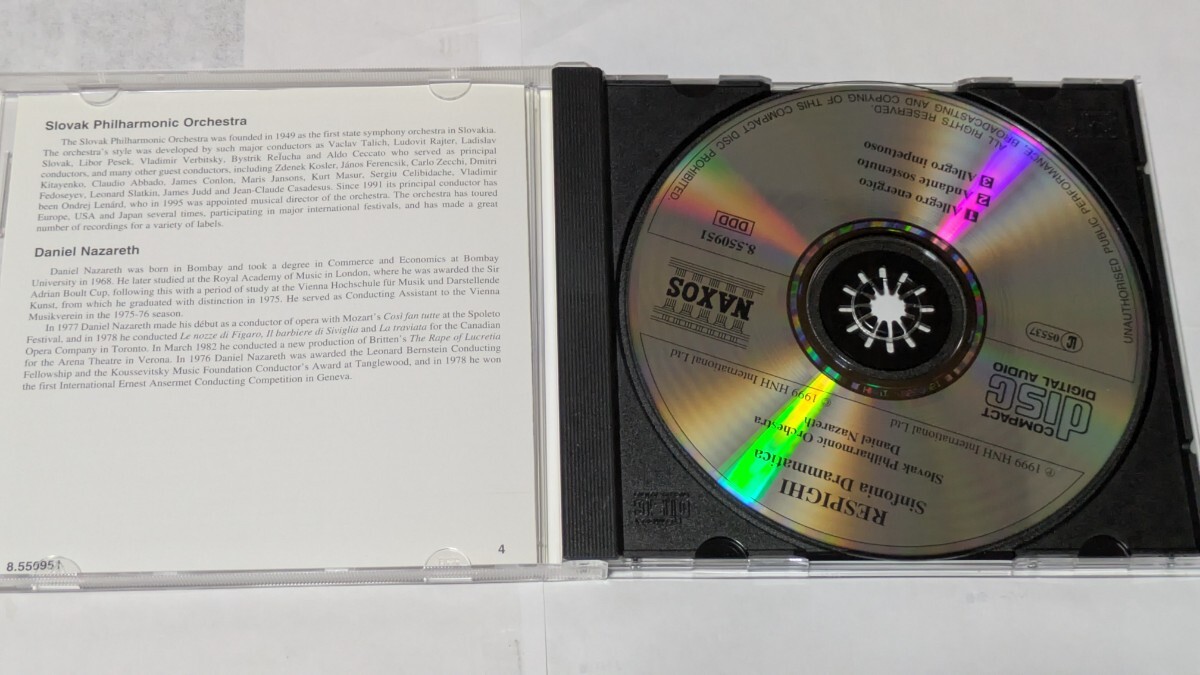 Slovak Philharmonic Orchestra
The Slovak Philharmonic Orchestra was founded in 1949 as the first state symphony orchestra in Slovakia.
The orchestra's style was developed by such major conductors as Vaclav Talich, Ludovit Rajter, Ladislav
Slovak, Libor Pesek, Vladimir Verbitsky, Bystrik Režucha and Aldo Ceccato who served as principal
conductors, and many other guest conductors, including Zdenek Kosler, János Ferencsik, Carlo Zecchi, Dmitri
Kitayenko, Claudio Abbado, James Conlon, Maris Jansons, Kurt Masur, Sergiu Celibidache, Vladimir
Fedoseyev, Leonard Slatkin, James Judd and Jean-Claude Casadesus. Since 1991 its principal conductor has
been Ondrej Lenárd, who in 1995 was appointed musical director of the orchestra. The orchestra has toured
Europe, USA and Japan several times, participating in major international festivals, and has made a great
number of recordings for a variety of labels.
Daniel Nazareth
Daniel Nazareth was born in Bombay and took a degree in Commerce and Economics at Bombay
University in 1968. He later studied at the Royal Academy of Music in London, where he was awarded the Sir
Adrian Boult Cup, following this with a period of study at the Vienna Hochschule für Musik und Darstellende
Kunst, from which he graduated with distinction in 1975. He served as Conducting Assistant to the Vienna
Musikverein in the 1975-76 season.
In 1977 Daniel Nazareth made his début as a conductor of opera with Mozart's Così fan tutte at the Spoleto
Festival, and in 1978 he conducted Le nozze di Figaro, Il barbiere di Siviglia and La traviata for the Canadian
Opera Company in Toronto. In March 1982 he conducted a new production of Britten's The Rape of Lucretia
for the Arena Theatre in Verona. In 1976 Daniel Nazareth was awarded the Leonard Bernstein Conducting
Fellowship and the Koussevitsky Music Foundation Conductor's Award at Tanglewood, and in 1978 he won
the first International Ernest Ansermet Conducting Competition in Geneva.
8.550951
4
RESPIGHI
Sinfonia Drammatica
Slovak Philharmonic Orchestra
Daniel Nazareth
℗ 1999 HNH International Ltd
© 1999 HNH International Ltd
COMPACT
disc
DIGITAL AUDIO
05537
NAXOS
8.550951
DDD
1 Allegro energico
2 Andante sostenuto
3 Allegro impetuoso
ALL RIGHTS RESERVED. UNAUTHORISED PUBLIC PERFORMANCE, BROADCASTING AND COPYING OF THIS COMPACT DISC PROHIBITED.